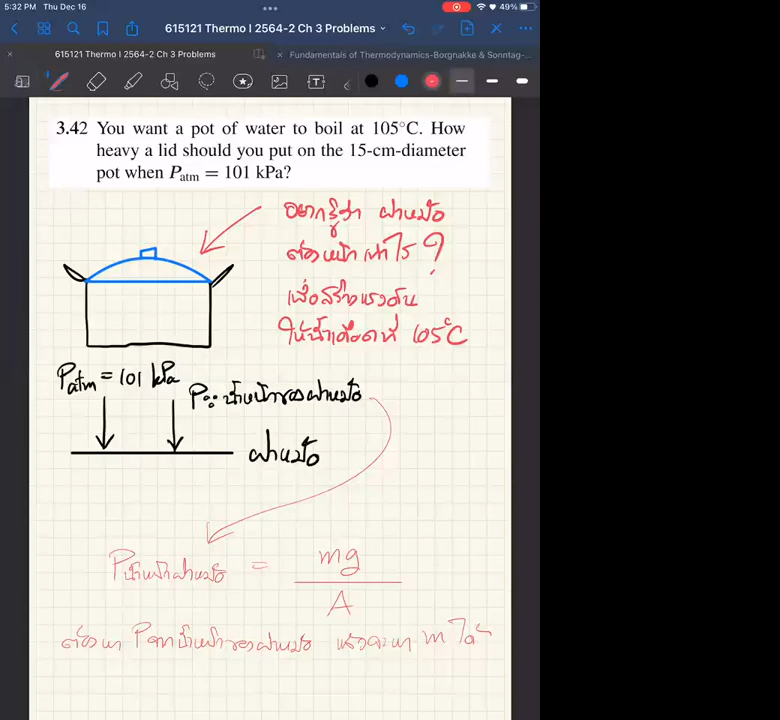 5:32 PM Thu Dec 16
49%
615121 Thermo I 2564-2 Ch 3 Problems
615121 Thermo I 2564-2 Ch 3 Problems
Fundamentals of Thermodynamics-Borgnakke & Sonntag-...
3.42 You want a pot of water to boil at 105°C. How
heavy a lid should you put on the 15-cm-diameter
pot when Patm = 101 kPa?
อยากรู้ว่า ฝาหม้อ
ต้องหนักเท่าไร ?
เพื่อสร้างแรงดัน
ให้น้ำเดือดที่ 105°C
Patm = 101 kPa
P จาก น้ำหนักของฝาหม้อ
ฝาหม้อ
Pน้ำหนักฝาหม้อ = mg
A
ต้องหา Pจากน้ำหนักของฝาหม้อ แล้วจะหา m ได้